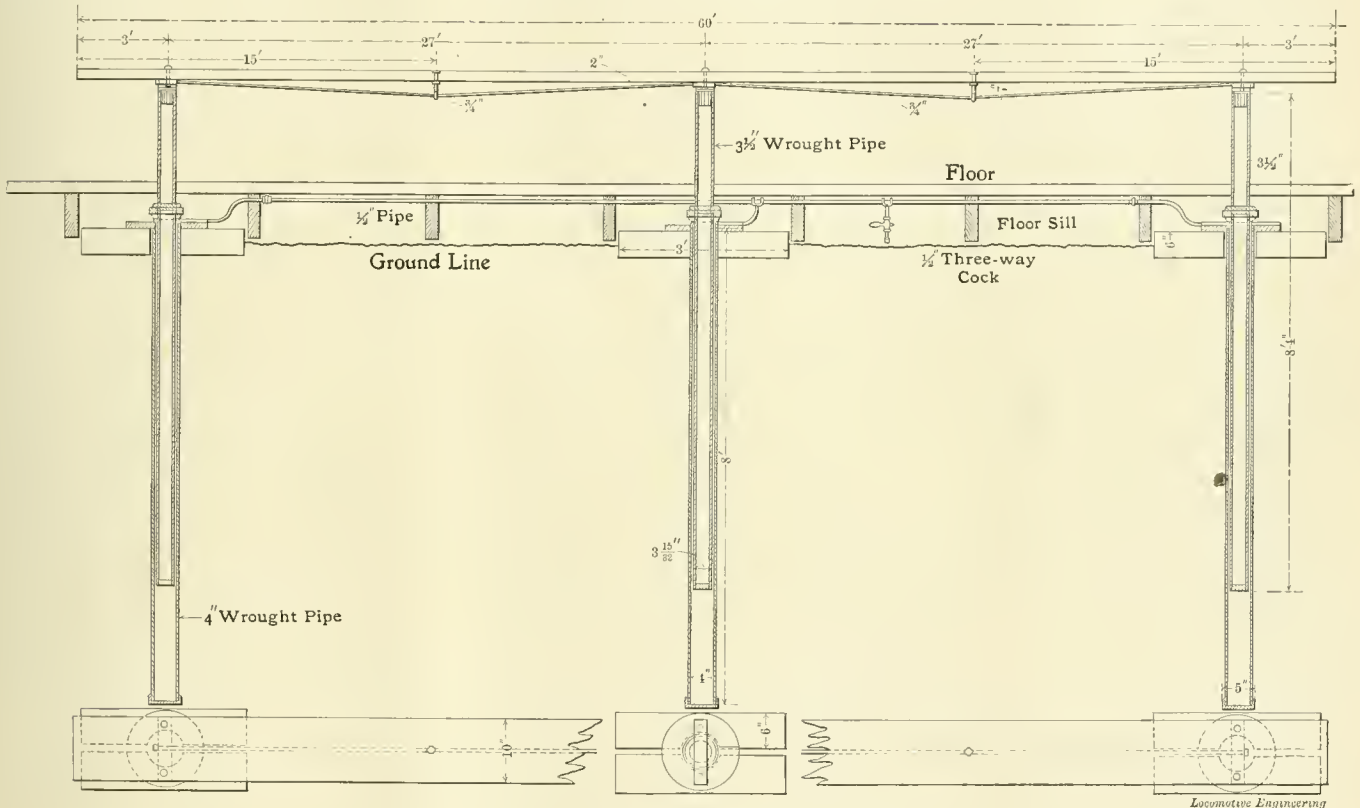 60'
3' 27' 27' 3'
15' 2" 15'
¾" ¾"
3½" Wrought Pipe
3½"
Floor
½" Pipe
Floor Sill
3' 6"
Ground Line
½" Three-way
Cock
8'4"
8'
3 15/32"
4" Wrought Pipe
4" 5"
10" 6"
Locomotive Engineering